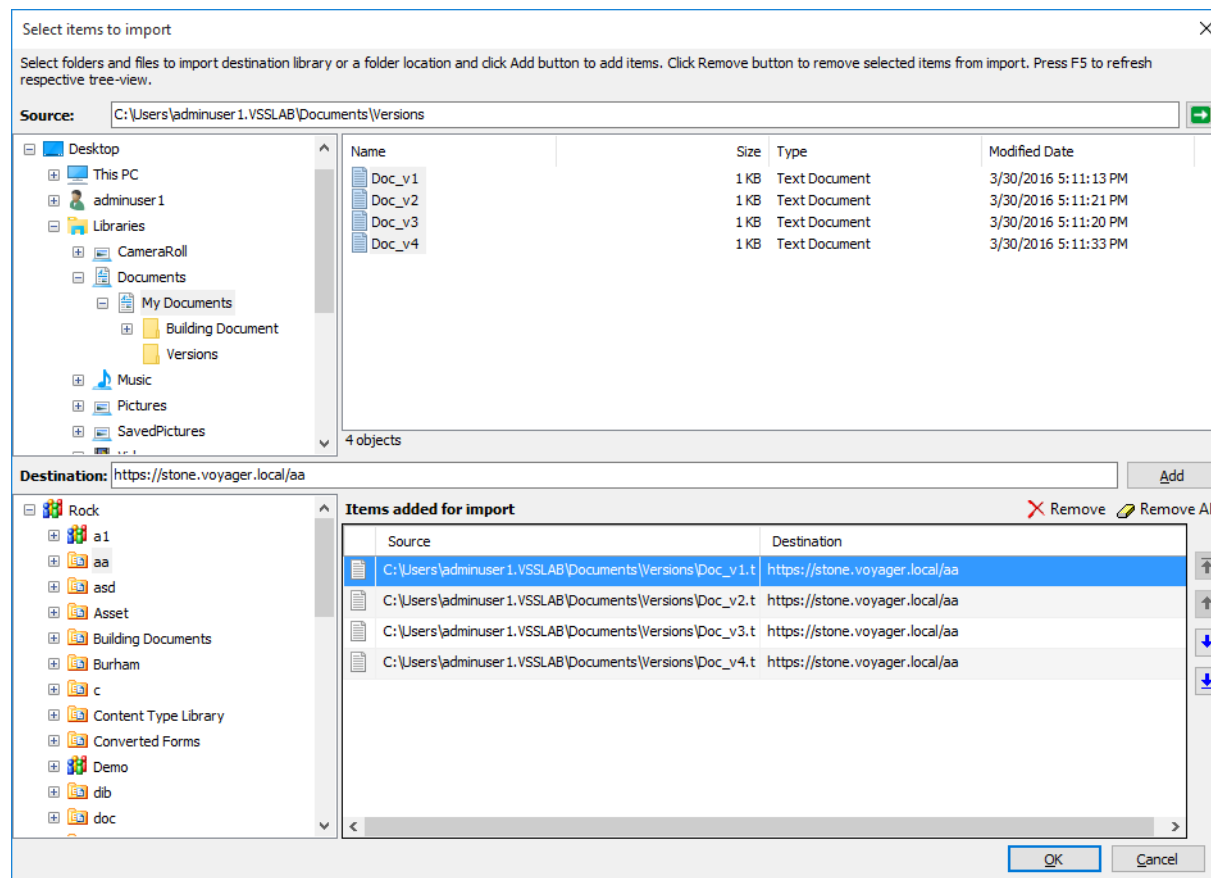 Select items to import
Select folders and files to import destination library or a folder location and click Add button to add items. Click Remove button to remove selected items from import. Press F5 to refresh
respective tree-view.
Source: C:\Users\adminuser1.VSSLAB\Documents\Versions
Desktop
This PC
adminuser1
Libraries
CameraRoll
Documents
My Documents
Building Document
Versions
Music
Pictures
SavedPictures
Name Size Type Modified Date
Doc_v1 1 KB Text Document 3/30/2016 5:11:13 PM
Doc_v2 1 KB Text Document 3/30/2016 5:11:21 PM
Doc_v3 1 KB Text Document 3/30/2016 5:11:20 PM
Doc_v4 1 KB Text Document 3/30/2016 5:11:33 PM
4 objects
Destination: https://stone.voyager.local/aa Add
Rock
a1
aa
asd
Asset
Building Documents
Burham
c
Content Type Library
Converted Forms
Demo
dib
doc
Items added for import Remove Remove Al
Source Destination
C:\Users\adminuser1.VSSLAB\Documents\Versions\Doc_v1.t https://stone.voyager.local/aa
C:\Users\adminuser1.VSSLAB\Documents\Versions\Doc_v2.t https://stone.voyager.local/aa
C:\Users\adminuser1.VSSLAB\Documents\Versions\Doc_v3.t https://stone.voyager.local/aa
C:\Users\adminuser1.VSSLAB\Documents\Versions\Doc_v4.t https://stone.voyager.local/aa
OK Cancel